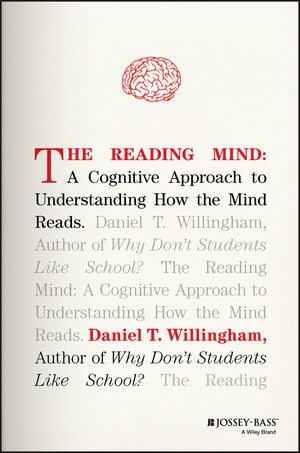 THE READING MIND:
A Cognitive Approach to
Understanding How the Mind
Reads. Daniel T. Willingham,
Author of Why Don't Students
Like School? The Reading
Mind: A Cognitive Approach to
Understanding How the Mind
Reads. Daniel T. Willingham,
Author of Why Don't Students
Like School? The Reading
JOSSEY-BASS™
A Wiley Brand